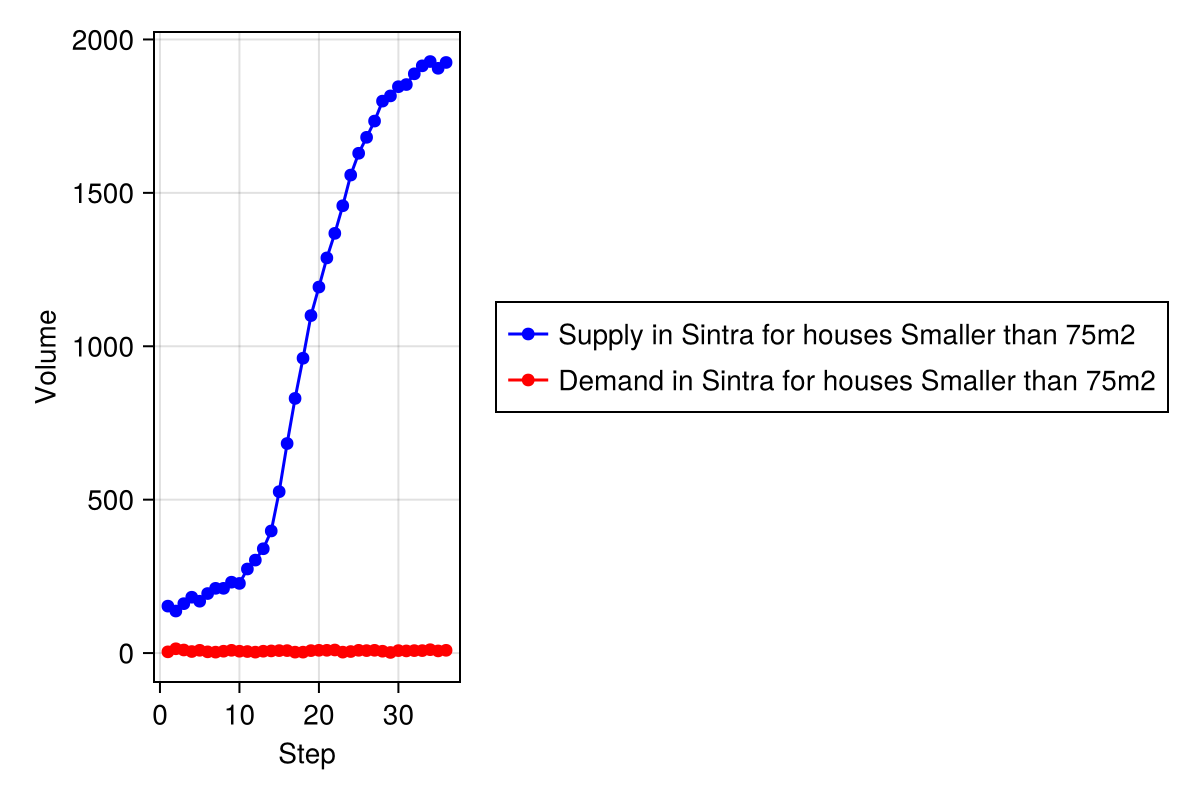 2000
1500
1000
500
0
Volume
0 10 20 30
Step
Supply in Sintra for houses Smaller than 75m2
Demand in Sintra for houses Smaller than 75m2